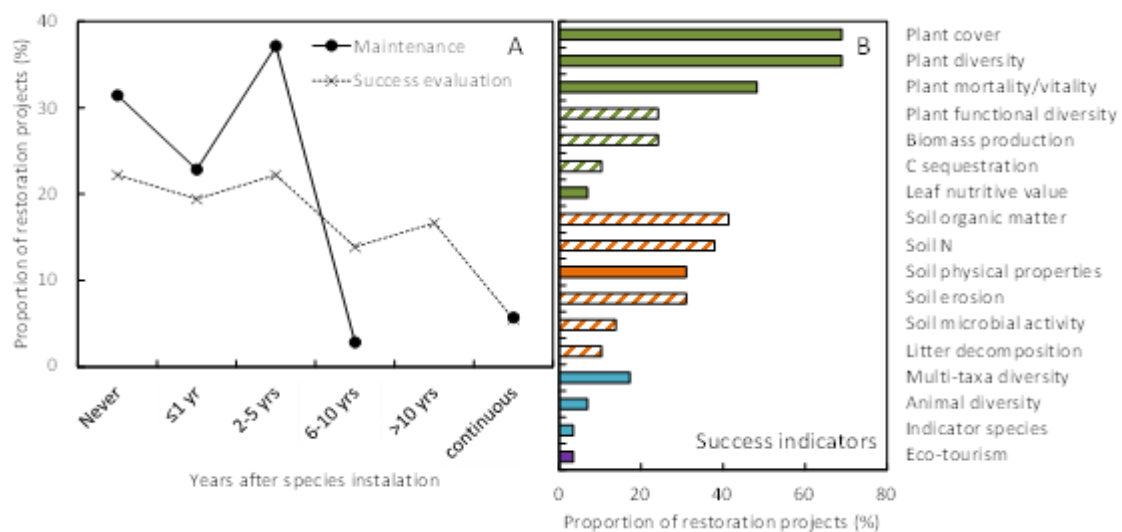 40
30
20
10
0
Proportion of restoration projects (%)
A
Maintenance
Success evaluation
Never
≤1 yr
2-5 yrs
6-10 yrs
>10 yrs
continuous
Years after species instalation
B
Plant cover
Plant diversity
Plant mortality/vitality
Plant functional diversity
Biomass production
C sequestration
Leaf nutritive value
Soil organic matter
Soil N
Soil physical properties
Soil erosion
Soil microbial activity
Litter decomposition
Multi-taxa diversity
Animal diversity
Indicator species
Eco-tourism
Success indicators
0 20 40 60 80
Proportion of restoration projects (%)